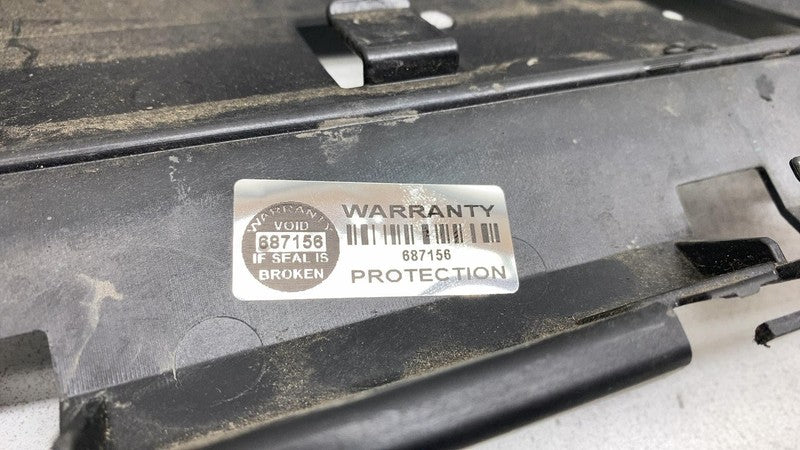 WARRANTY
VOID
687156
IF SEAL IS
BROKEN
WARRANTY
687156
PROTECTION